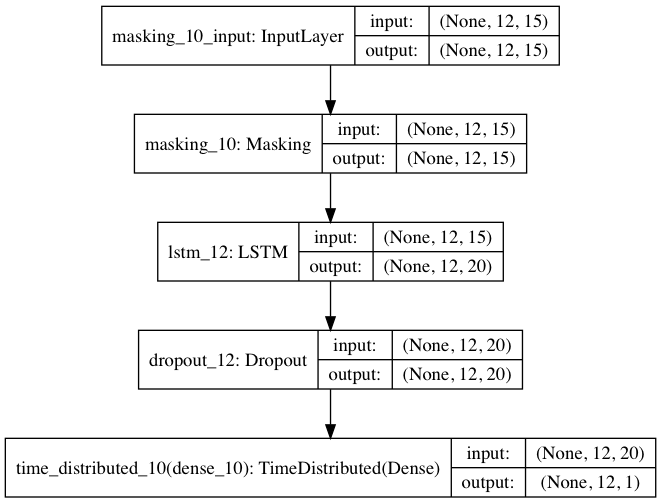 masking_10_input: InputLayer
input: (None, 12, 15)
output: (None, 12, 15)
masking_10: Masking
input: (None, 12, 15)
output: (None, 12, 15)
lstm_12: LSTM
input: (None, 12, 15)
output: (None, 12, 20)
dropout_12: Dropout
input: (None, 12, 20)
output: (None, 12, 20)
time_distributed_10(dense_10): TimeDistributed(Dense)
input: (None, 12, 20)
output: (None, 12, 1)